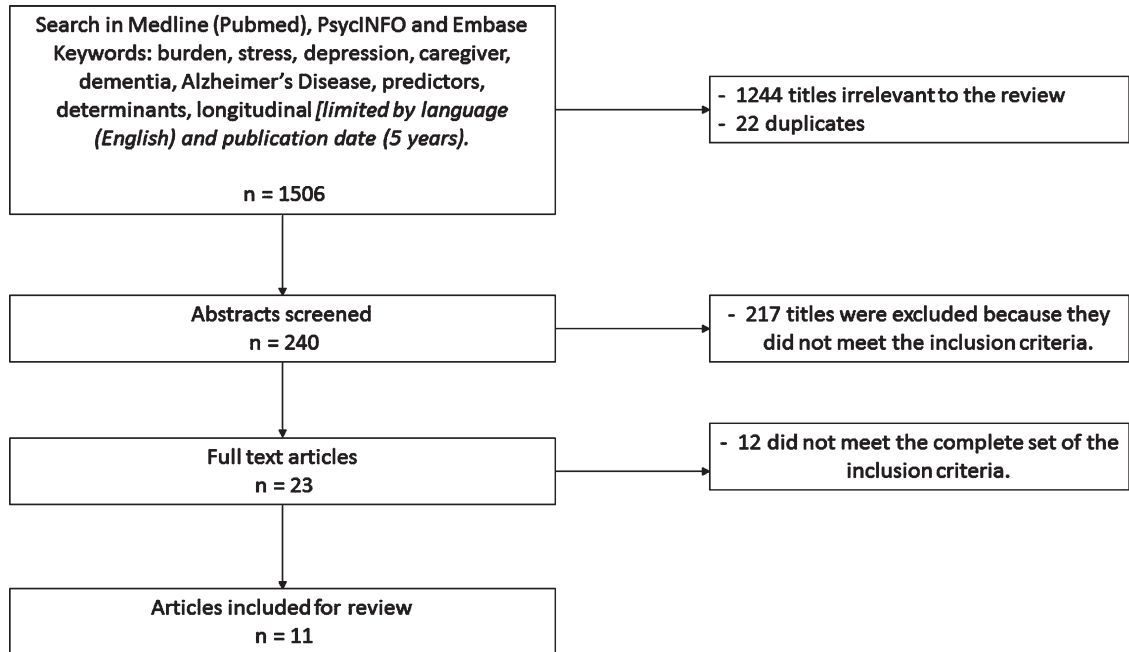 Search in Medline (Pubmed), PsycINFO and Embase
Keywords: burden, stress, depression, caregiver,
dementia, Alzheimer's Disease, predictors,
determinants, longitudinal [limited by language
(English) and publication date (5 years).
n = 1506
- 1244 titles irrelevant to the review
- 22 duplicates
Abstracts screened
n = 240
- 217 titles were excluded because they
did not meet the inclusion criteria.
Full text articles
n = 23
- 12 did not meet the complete set of the
inclusion criteria.
Articles included for review
n = 11